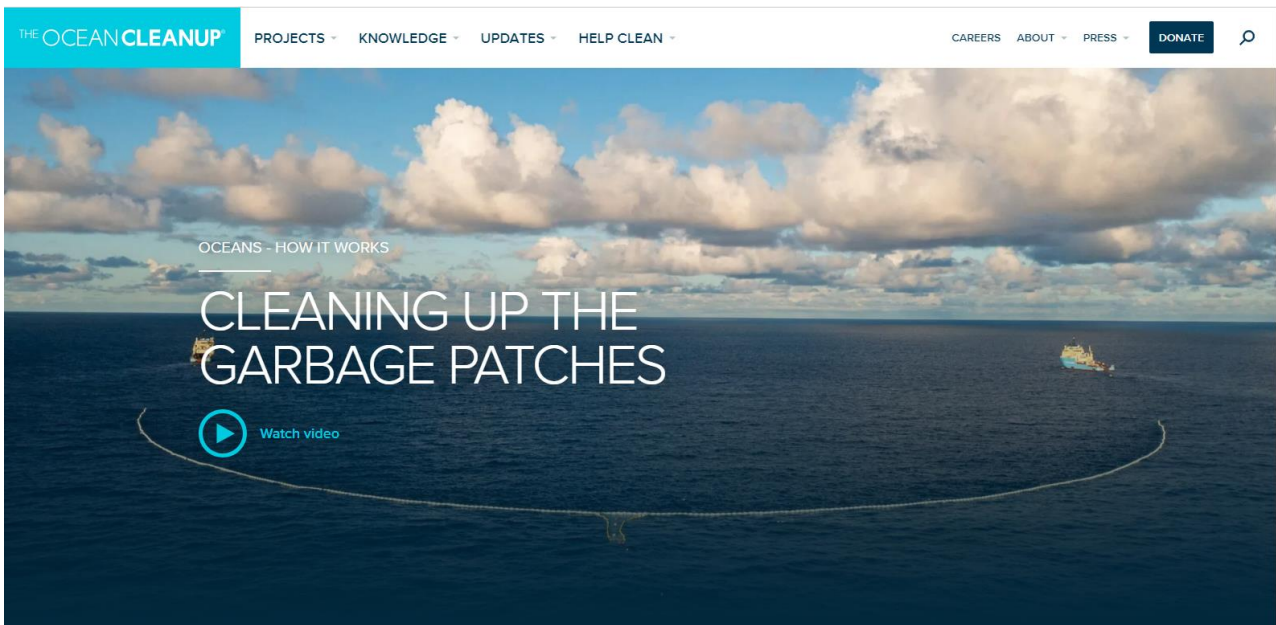 THE OCEAN CLEANUP®
PROJECTS
KNOWLEDGE
UPDATES
HELP CLEAN
CAREERS
ABOUT
PRESS
DONATE
OCEANS - HOW IT WORKS
CLEANING UP THE
GARBAGE PATCHES
Watch video